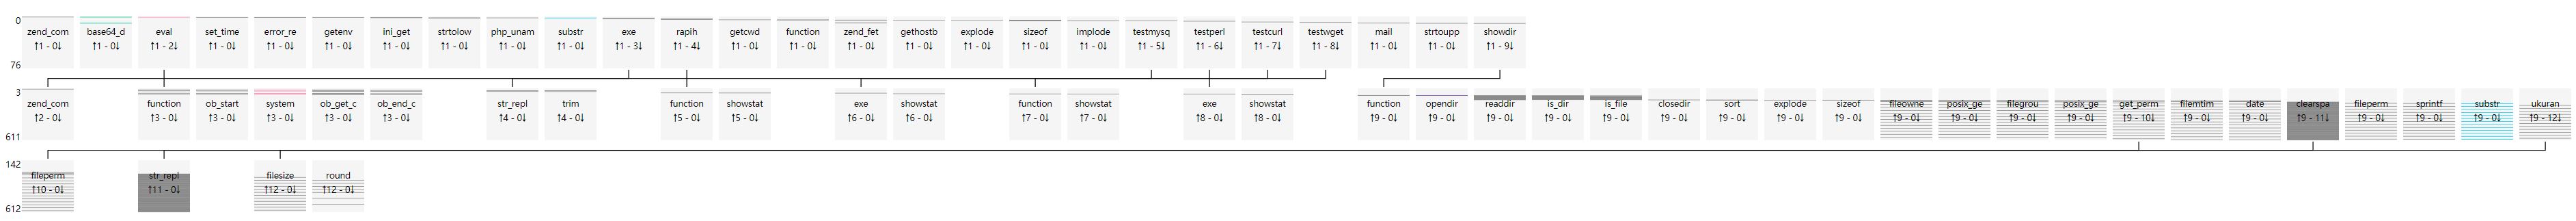 0
zend_com base64_d eval set_time error_re getenv ini_get strtolow php_unam substr exe rapih getcwd function zend_fet gethostb explode sizeof implode testmysq testperl testcurl testwget mail strtoupp showdir
↑1 - 0↓ ↑1 - 0↓ ↑1 - 2↓ ↑1 - 0↓ ↑1 - 0↓ ↑1 - 0↓ ↑1 - 0↓ ↑1 - 0↓ ↑1 - 0↓ ↑1 - 0↓ ↑1 - 3↓ ↑1 - 4↓ ↑1 - 0↓ ↑1 - 0↓ ↑1 - 0↓ ↑1 - 0↓ ↑1 - 0↓ ↑1 - 0↓ ↑1 - 0↓ ↑1 - 5↓ ↑1 - 6↓ ↑1 - 7↓ ↑1 - 8↓ ↑1 - 0↓ ↑1 - 0↓ ↑1 - 9↓
76
3
zend_com function ob_start system ob_get_c ob_end_c str_repl trim function showstat exe showstat function showstat exe showstat function opendir readdir is_dir is_file closedir sort explode sizeof fileowne posix_ge filegrou posix_ge get_perm filemtim date clearspa fileperm sprintf substr ukuran
↑2 - 0↓ ↑3 - 0↓ ↑3 - 0↓ ↑3 - 0↓ ↑3 - 0↓ ↑3 - 0↓ ↑4 - 0↓ ↑4 - 0↓ ↑5 - 0↓ ↑5 - 0↓ ↑6 - 0↓ ↑6 - 0↓ ↑7 - 0↓ ↑7 - 0↓ ↑8 - 0↓ ↑8 - 0↓ ↑9 - 0↓ ↑9 - 0↓ ↑9 - 0↓ ↑9 - 0↓ ↑9 - 0↓ ↑9 - 0↓ ↑9 - 0↓ ↑9 - 0↓ ↑9 - 0↓ ↑9 - 0↓ ↑9 - 0↓ ↑9 - 0↓ ↑9 - 0↓ ↑9 - 10↓ ↑9 - 0↓ ↑9 - 0↓ ↑9 - 11↓ ↑9 - 0↓ ↑9 - 0↓ ↑9 - 0↓ ↑9 - 12↓
611
142
fileperm str_repl filesize round
↑10 - 0↓ ↑11 - 0↓ ↑12 - 0↓ ↑12 - 0↓
612